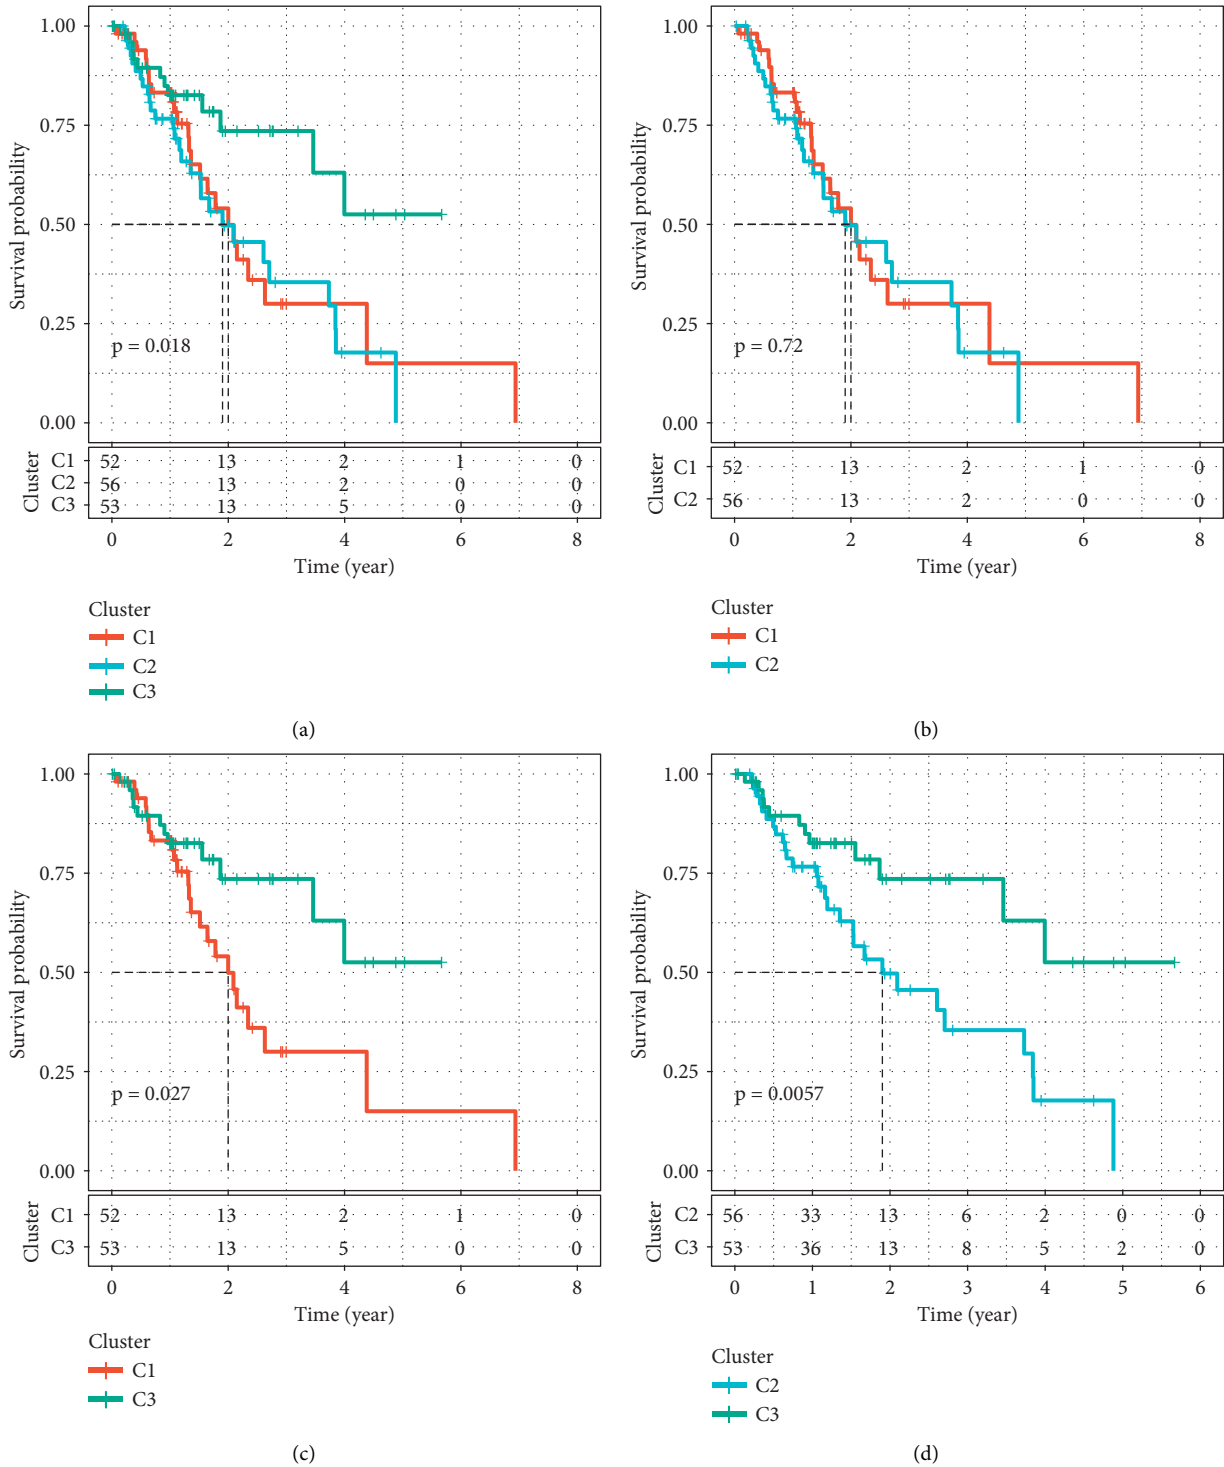 1.00
0.75
0.50
0.25
0.00
Survival probability
p = 0.018
Cluster
C1 52 13 2 1 0
C2 56 13 2 0 0
C3 53 13 5 0 0
0 2 4 6 8
Time (year)
Cluster
C1
C2
C3
(a)
1.00
0.75
0.50
0.25
0.00
Survival probability
p = 0.72
Cluster
C1 52 13 2 1 0
C2 56 13 2 0 0
0 2 4 6 8
Time (year)
Cluster
C1
C2
(b)
1.00
0.75
0.50
0.25
0.00
Survival probability
p = 0.027
Cluster
C1 52 13 2 1 0
C3 53 13 5 0 0
0 2 4 6 8
Time (year)
Cluster
C1
C3
(c)
1.00
0.75
0.50
0.25
0.00
Survival probability
p = 0.0057
Cluster
C2 56 33 13 6 2 0 0
C3 53 36 13 8 5 2 0
0 1 2 3 4 5 6
Time (year)
Cluster
C2
C3
(d)